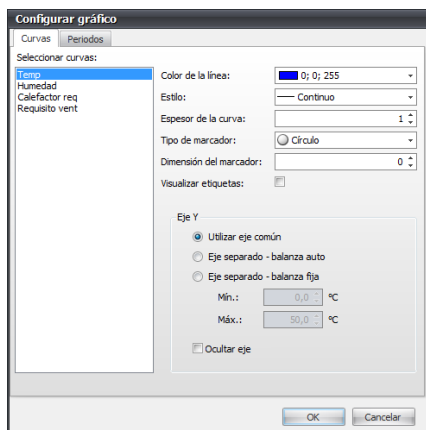 Configurar gráfico
Curvas Periodos
Seleccionar curvas:
Temp
Humedad
Calefactor req
Requisito vent
Color de la línea: 0; 0; 255
Estilo: Continuo
Espesor de la curva: 1
Tipo de marcador: Círculo
Dimensión del marcador: 0
Visualizar etiquetas:
Eje Y
Utilizar eje común
Eje separado - balanza auto
Eje separado - balanza fija
Mín.: 0,0 ºC
Máx.: 50,0 ºC
Ocultar eje
OK Cancelar